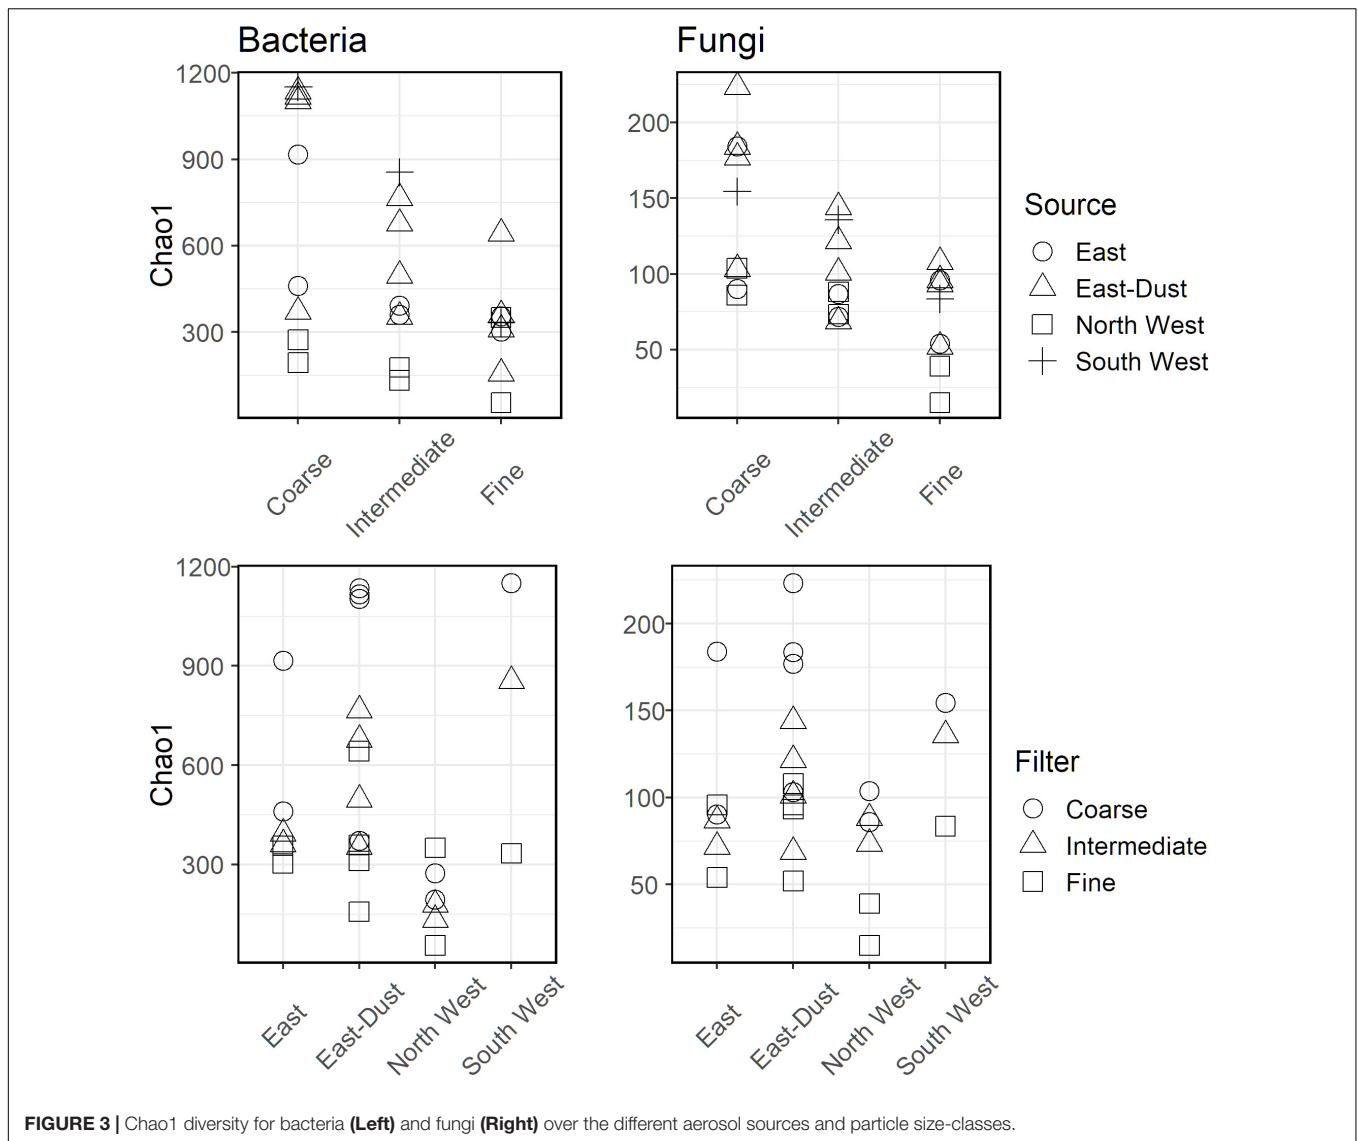 Bacteria
Fungi
1200
900
600
300
Chao1
Coarse
Intermediate
Fine
200
150
100
50
Coarse
Intermediate
Fine
Source
East
East-Dust
North West
South West
1200
900
600
300
Chao1
East
East-Dust
North West
South West
200
150
100
50
East
East-Dust
North West
South West
Filter
Coarse
Intermediate
Fine
FIGURE 3 | Chao1 diversity for bacteria (Left) and fungi (Right) over the different aerosol sources and particle size-classes.